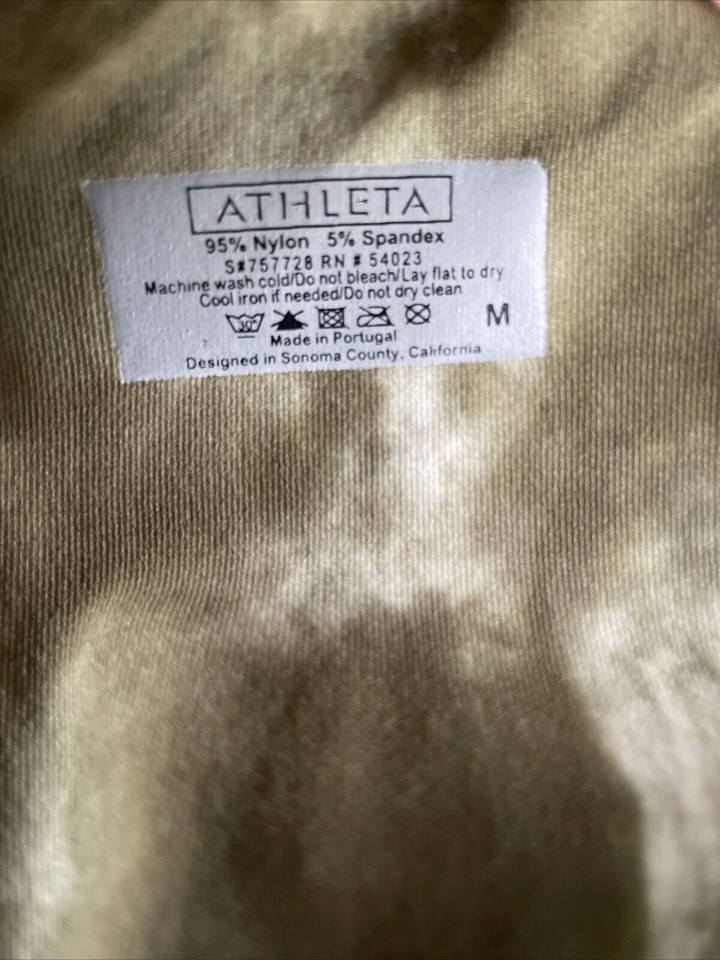 ATHLETA
95% Nylon 5% Spandex
S#757728 RN # 54023
Machine wash cold/Do not bleach/Lay flat to dry
Cool iron if needed/Do not dry clean
30°
M
Made in Portugal
Designed in Sonoma County, California